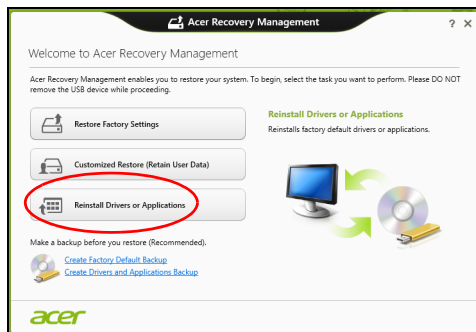 Acer Recovery Management
? ×
Welcome to Acer Recovery Management
Acer Recovery Management enables you to restore your system. To begin, select the task you want to perform. Please DO NOT
remove the USB device while proceeding.
Restore Factory Settings
Customized Restore (Retain User Data)
Reinstall Drivers or Applications
Reinstall Drivers or Applications
Reinstalls factory default drivers or applications.
Make a backup before you restore (Recommended).
Create Factory Default Backup
Create Drivers and Applications Backup
acer